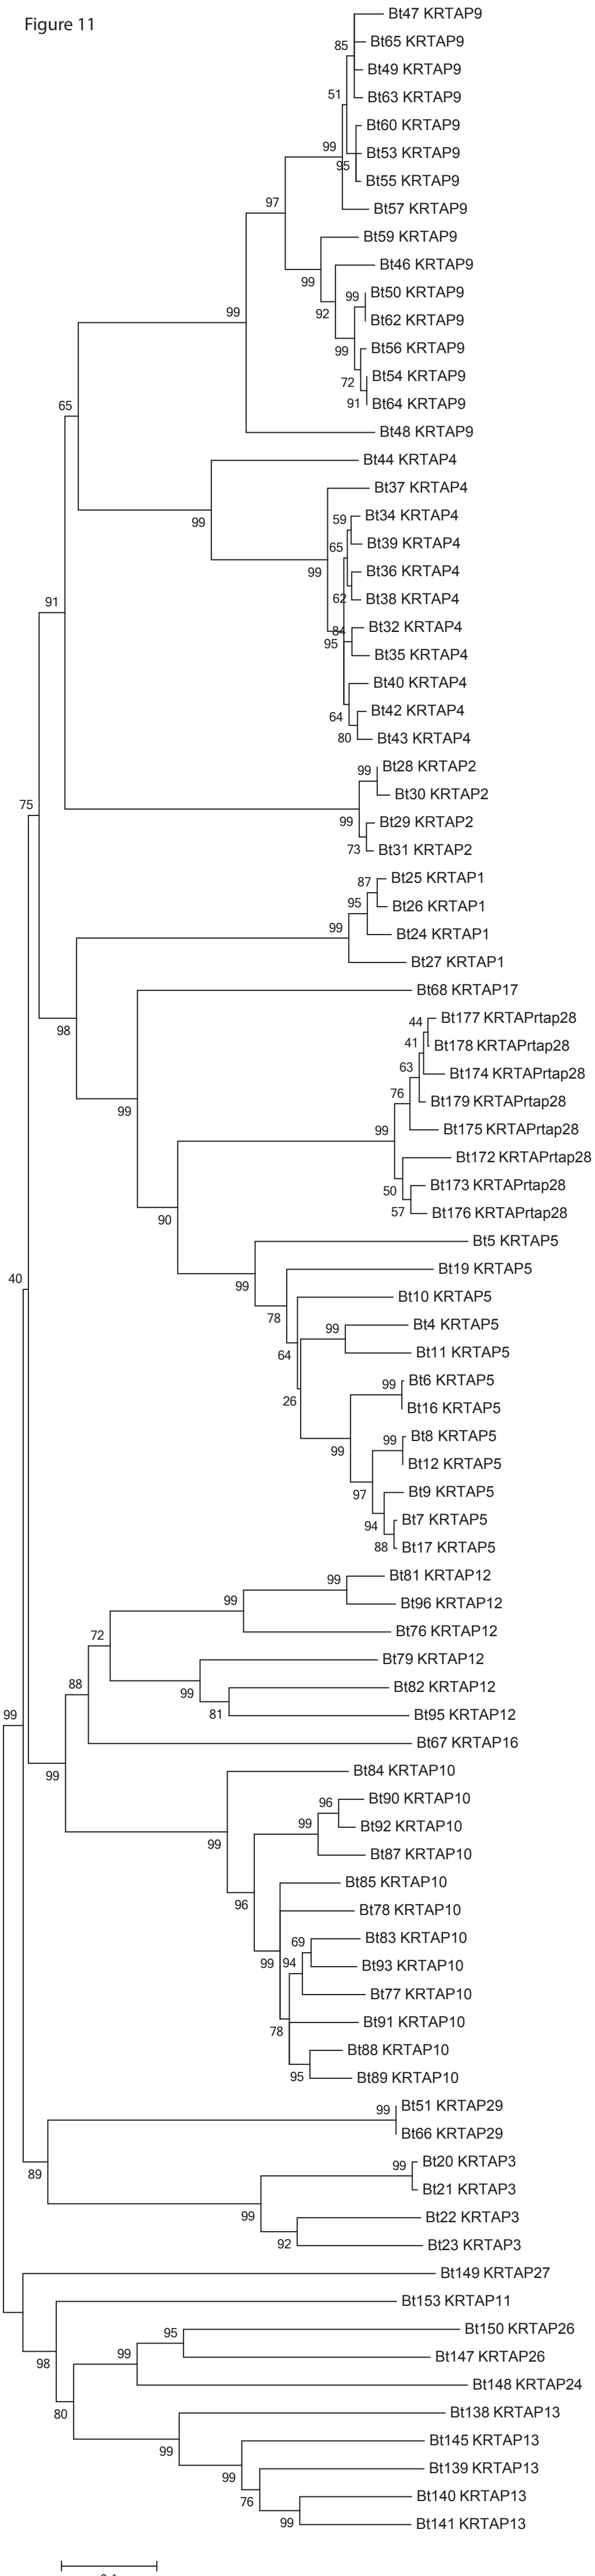 Figure 11
Bt47 KRTAP9
85
Bt65 KRTAP9
Bt49 KRTAP9
51
Bt63 KRTAP9
Bt60 KRTAP9
99
Bt53 KRTAP9
95
Bt55 KRTAP9
97
Bt57 KRTAP9
Bt59 KRTAP9
Bt46 KRTAP9
99
Bt50 KRTAP9
99
92
Bt62 KRTAP9
99
Bt56 KRTAP9
99
Bt54 KRTAP9
72
Bt64 KRTAP9
91
65
Bt48 KRTAP9
Bt44 KRTAP4
Bt37 KRTAP4
Bt34 KRTAP4
59
99
Bt39 KRTAP4
65
Bt36 KRTAP4
99
Bt38 KRTAP4
62
91
Bt32 KRTAP4
84
95
Bt35 KRTAP4
Bt40 KRTAP4
Bt42 KRTAP4
64
Bt43 KRTAP4
80
Bt28 KRTAP2
99
Bt30 KRTAP2
75
Bt29 KRTAP2
99
Bt31 KRTAP2
73
Bt25 KRTAP1
87
Bt26 KRTAP1
95
Bt24 KRTAP1
99
Bt27 KRTAP1
Bt68 KRTAP17
Bt177 KRTAPrtap28
44
98
Bt178 KRTAPrtap28
41
Bt174 KRTAPrtap28
63
Bt179 KRTAPrtap28
76
99
Bt175 KRTAPrtap28
99
Bt172 KRTAPrtap28
Bt173 KRTAPrtap28
50
Bt176 KRTAPrtap28
57
90
Bt5 KRTAP5
Bt19 KRTAP5
40
99
Bt10 KRTAP5
Bt4 KRTAP5
78
99
Bt11 KRTAP5
64
Bt6 KRTAP5
99
26
Bt16 KRTAP5
Bt8 KRTAP5
99
99
Bt12 KRTAP5
Bt9 KRTAP5
97
Bt7 KRTAP5
94
Bt17 KRTAP5
88
Bt81 KRTAP12
99
Bt96 KRTAP12
99
Bt76 KRTAP12
72
Bt79 KRTAP12
88
Bt82 KRTAP12
99
Bt95 KRTAP12
81
99
Bt67 KRTAP16
Bt84 KRTAP10
99
Bt90 KRTAP10
96
Bt92 KRTAP10
99
99
Bt87 KRTAP10
Bt85 KRTAP10
96
Bt78 KRTAP10
Bt83 KRTAP10
69
Bt93 KRTAP10
99
94
Bt77 KRTAP10
Bt91 KRTAP10
78
Bt88 KRTAP10
Bt89 KRTAP10
95
Bt51 KRTAP29
99
Bt66 KRTAP29
Bt20 KRTAP3
99
89
Bt21 KRTAP3
Bt22 KRTAP3
99
Bt23 KRTAP3
92
Bt149 KRTAP27
Bt153 KRTAP11
Bt150 KRTAP26
95
Bt147 KRTAP26
99
98
Bt148 KRTAP24
Bt138 KRTAP13
80
Bt145 KRTAP13
99
Bt139 KRTAP13
99
Bt140 KRTAP13
76
Bt141 KRTAP13
99